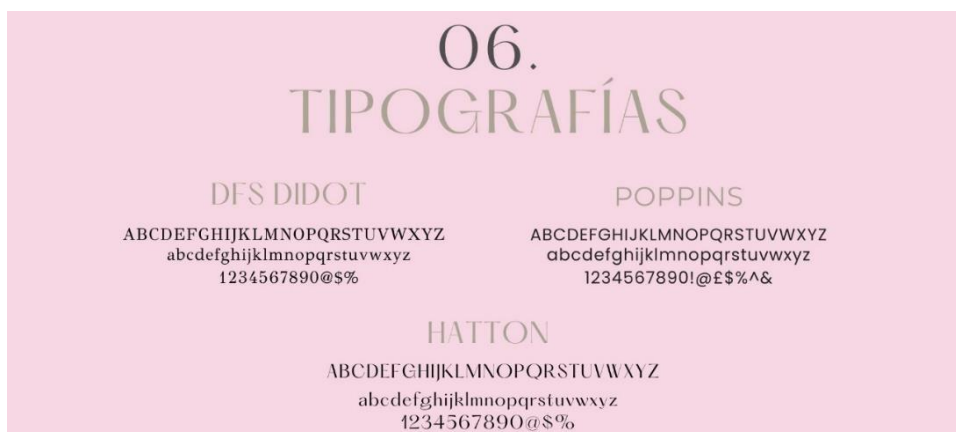 06.
TIPOGRAFÍAS
DFS DIDOT
ABCDEFGHIJKLMNOPQRSTUVWXYZ
abcdefghijklmnopqrstuvwxyz
1234567890@$%
POPPINS
ABCDEFGHIJKLMNOPQRSTUVWXYZ
abcdefghijklmnopqrstuvwxyz
1234567890!@£$%^&
HATTON
ABCDEFGHIJKLMNOPQRSTUVWXYZ
abcdefghijklmnopqrstuvwxyz
1234567890@$%